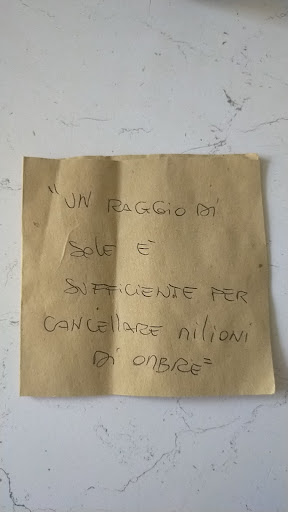 "UN RAGGIO DI
SOLE E'
SUFFICIENTE PER
CANCELLARE MILIONI
DI OMBRE"